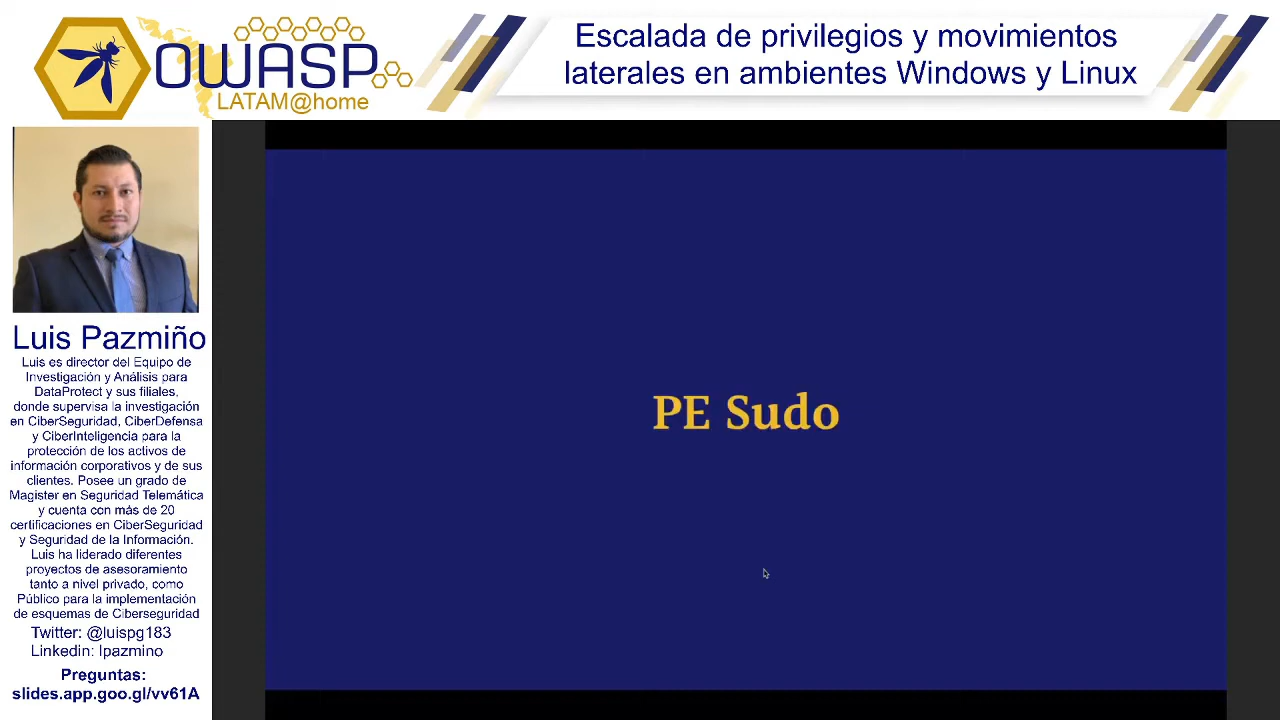 OWASP
LATAM@home
Escalada de privilegios y movimientos
laterales en ambientes Windows y Linux
Luis Pazmiño
Luis es director del Equipo de
Investigación y Análisis para
DataProtect y sus filiales,
donde supervisa la investigación
en CiberSeguridad, CiberDefensa
y CiberInteligencia para la
protección de los activos de
información corporativos y de sus
clientes. Posee un grado de
Magister en Seguridad Telemática
y cuenta con más de 20
certificaciones en CiberSeguridad
y Seguridad de la Información.
Luis ha liderado diferentes
proyectos de asesoramiento
tanto a nivel privado, como
Público para la implementación
de esquemas de Ciberseguridad
Twitter: @luispg183
Linkedin: lpazmino
Preguntas:
slides.app.goo.gl/vv61A
PE Sudo